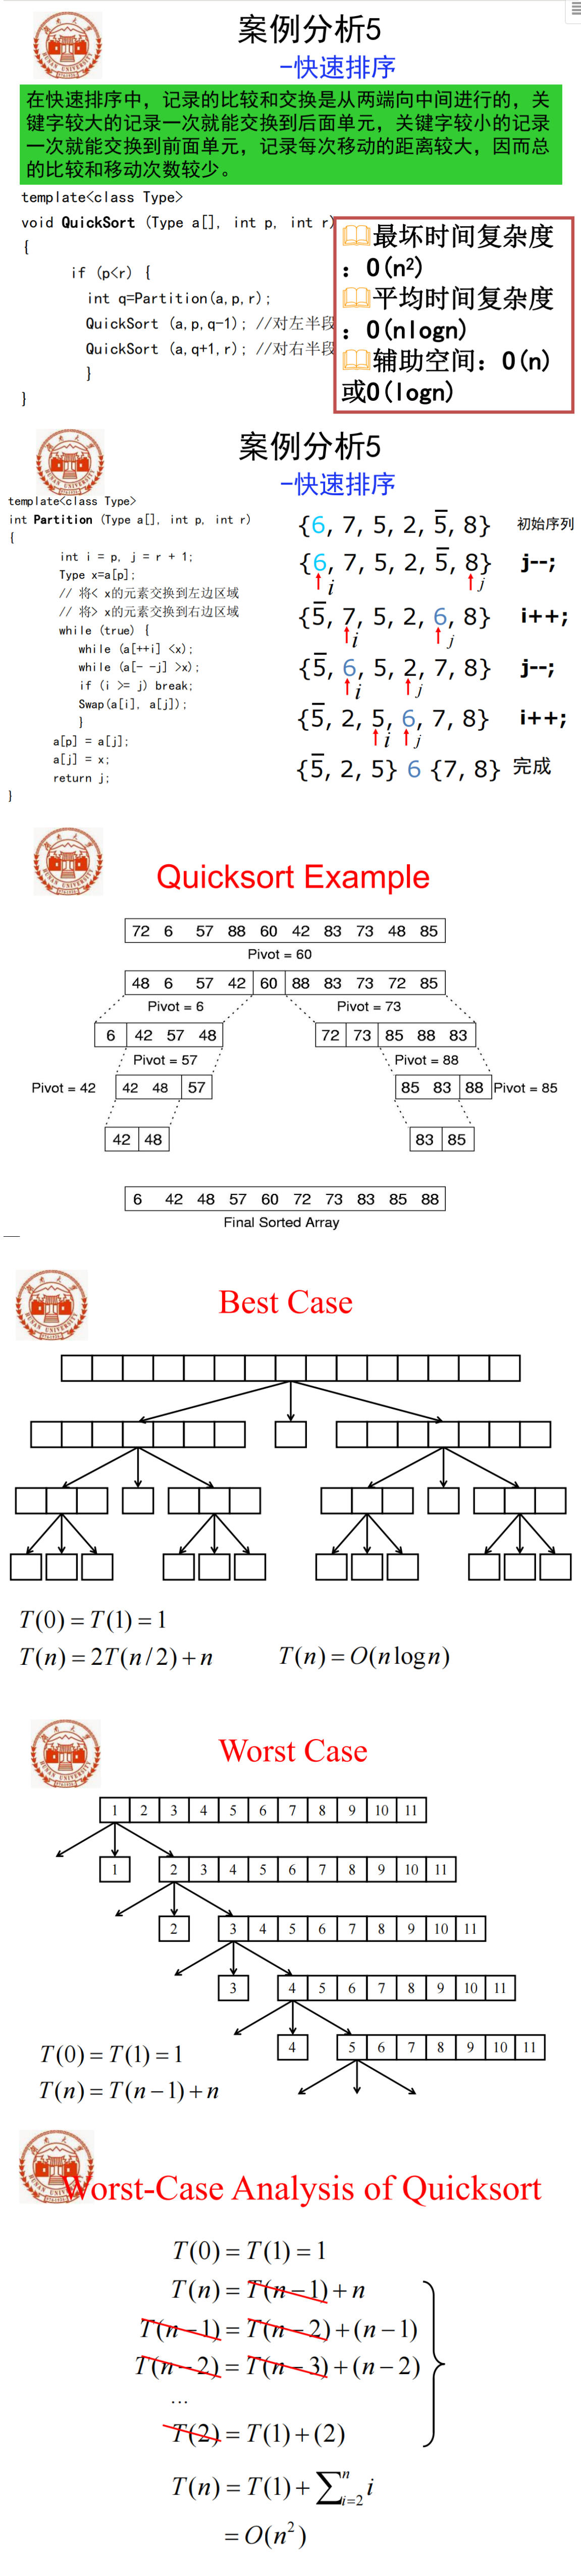 案例分析5
-快速排序
在快速排序中，记录的比较和交换是从两端向中间进行的，关
键字较大的记录一次就能交换到后面单元，关键字较小的记录
一次就能交换到前面单元，记录每次移动的距离较大，因而总
的比较和移动次数较少。
template<class Type>
void QuickSort (Type a[], int p, int r)
{
if (p<r) {
int q=Partition(a,p,r);
QuickSort (a,p,q-1); //对左半段
QuickSort (a,q+1,r); //对右半段
}
}
最坏时间复杂度
：O(n²)
平均时间复杂度
：O(nlogn)
辅助空间：O(n)
或O(logn)
案例分析5
-快速排序
template<class Type>
int Partition (Type a[], int p, int r)
{
int i = p, j = r + 1;
Type x=a[p];
// 将< x的元素交换到左边区域
// 将> x的元素交换到右边区域
while (true) {
while (a[++i] <x);
while (a[- -j] >x);
if (i >= j) break;
Swap(a[i], a[j]);
}
a[p] = a[j];
a[j] = x;
return j;
}
{6, 7, 5, 2, 5̅, 8} 初始序列
{6, 7, 5, 2, 5̅, 8} j--;
i j
{5̅, 7, 5, 2, 6, 8} i++;
i j
{5̅, 6, 5, 2, 7, 8} j--;
i j
{5̅, 2, 5, 6, 7, 8} i++;
i j
{5̅, 2, 5} 6 {7, 8} 完成
Quicksort Example
72 6 57 88 60 42 83 73 48 85
Pivot = 60
48 6 57 42 60 88 83 73 72 85
Pivot = 6 Pivot = 73
6 42 57 48 72 73 85 88 83
Pivot = 57 Pivot = 88
Pivot = 42 42 48 57 85 83 88 Pivot = 85
42 48 83 85
6 42 48 57 60 72 73 83 85 88
Final Sorted Array
Best Case
T(0) = T(1) = 1
T(n) = 2T(n/2) + n T(n) = O(n log n)
Worst Case
1 2 3 4 5 6 7 8 9 10 11
1 2 3 4 5 6 7 8 9 10 11
2 3 4 5 6 7 8 9 10 11
3 4 5 6 7 8 9 10 11
4 5 6 7 8 9 10 11
T(0) = T(1) = 1
T(n) = T(n−1) + n
Worst-Case Analysis of Quicksort
T(0) = T(1) = 1
T(n) = T(n−1) + n
T(n−1) = T(n−2) + (n−1)
T(n−2) = T(n−3) + (n−2)
...
T(2) = T(1) + (2)
T(n) = T(1) + ∑ⁿᵢ₌₂ i
= O(n²)